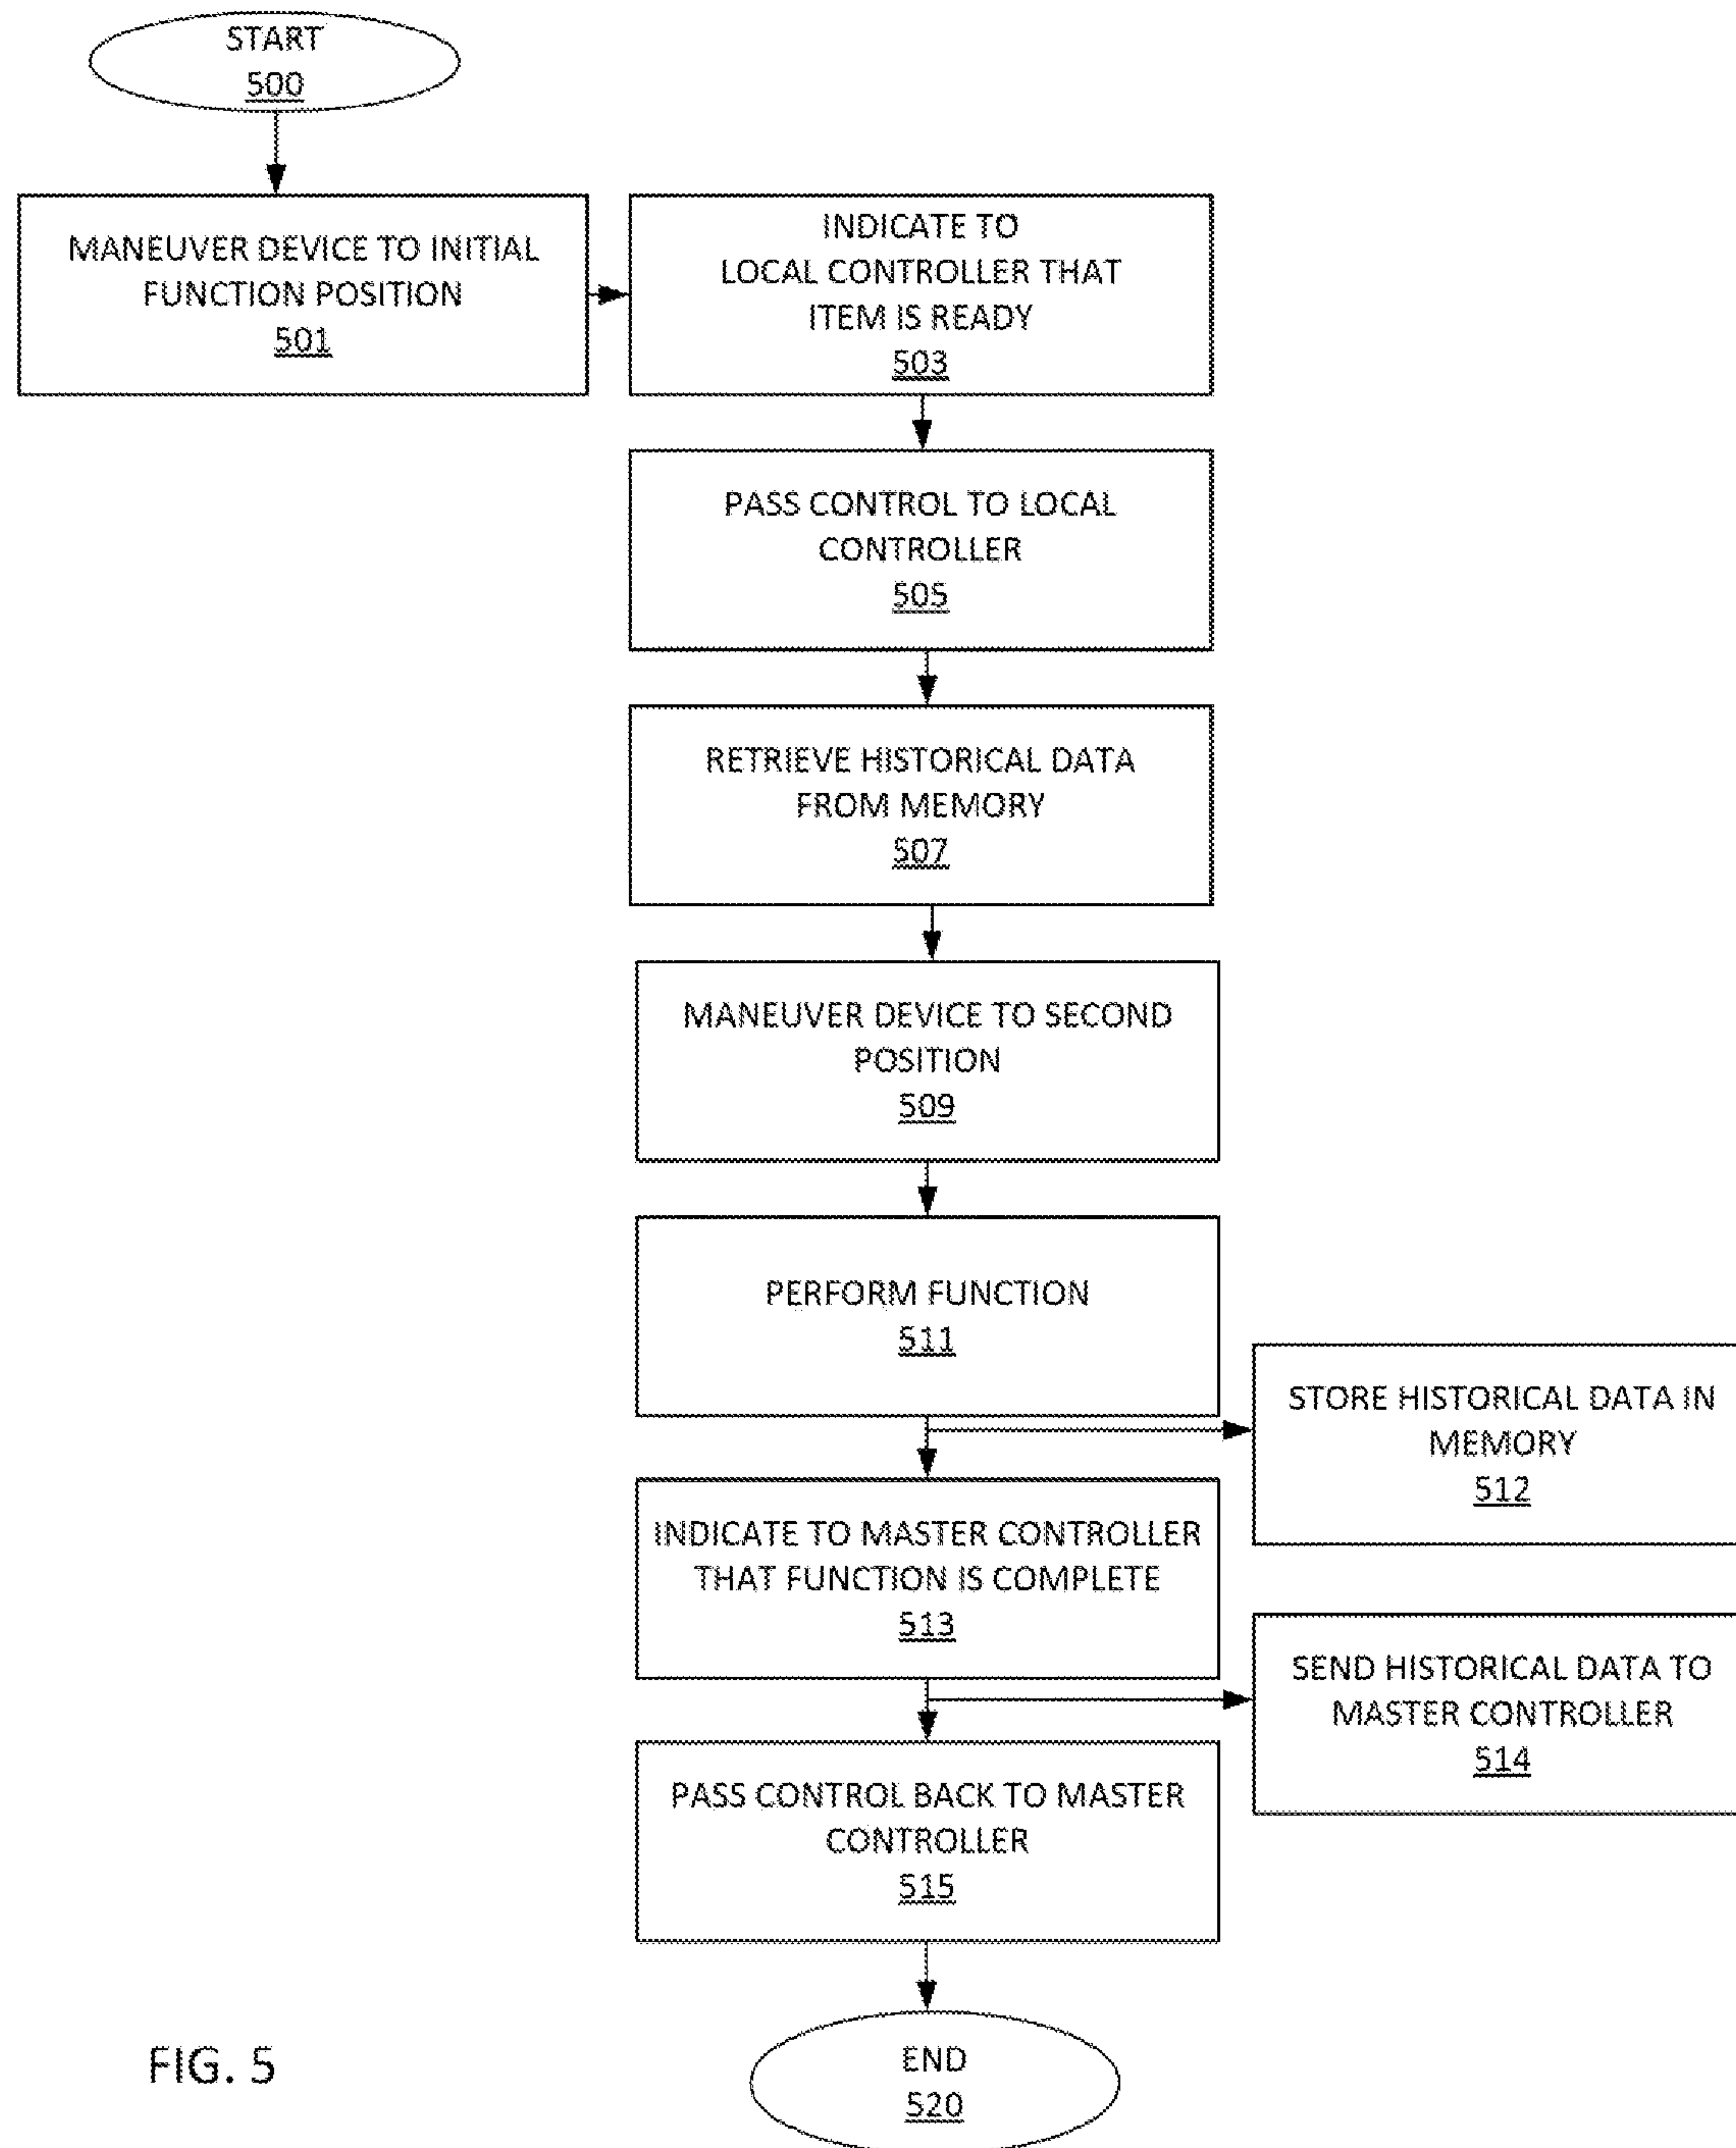 START
500
MANEUVER DEVICE TO INITIAL
FUNCTION POSITION
501
INDICATE TO
LOCAL CONTROLLER THAT
ITEM IS READY
503
PASS CONTROL TO LOCAL
CONTROLLER
505
RETRIEVE HISTORICAL DATA
FROM MEMORY
507
MANEUVER DEVICE TO SECOND
POSITION
509
PERFORM FUNCTION
511
STORE HISTORICAL DATA IN
MEMORY
512
INDICATE TO MASTER CONTROLLER
THAT FUNCTION IS COMPLETE
513
SEND HISTORICAL DATA TO
MASTER CONTROLLER
514
PASS CONTROL BACK TO MASTER
CONTROLLER
515
END
520
FIG. 5